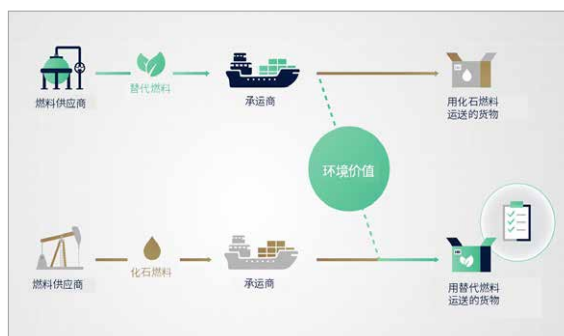 燃料供应商
替代燃料
承运商
用化石燃料
运送的货物
环境价值
燃料供应商
化石燃料
承运商
用替代燃料
运送的货物